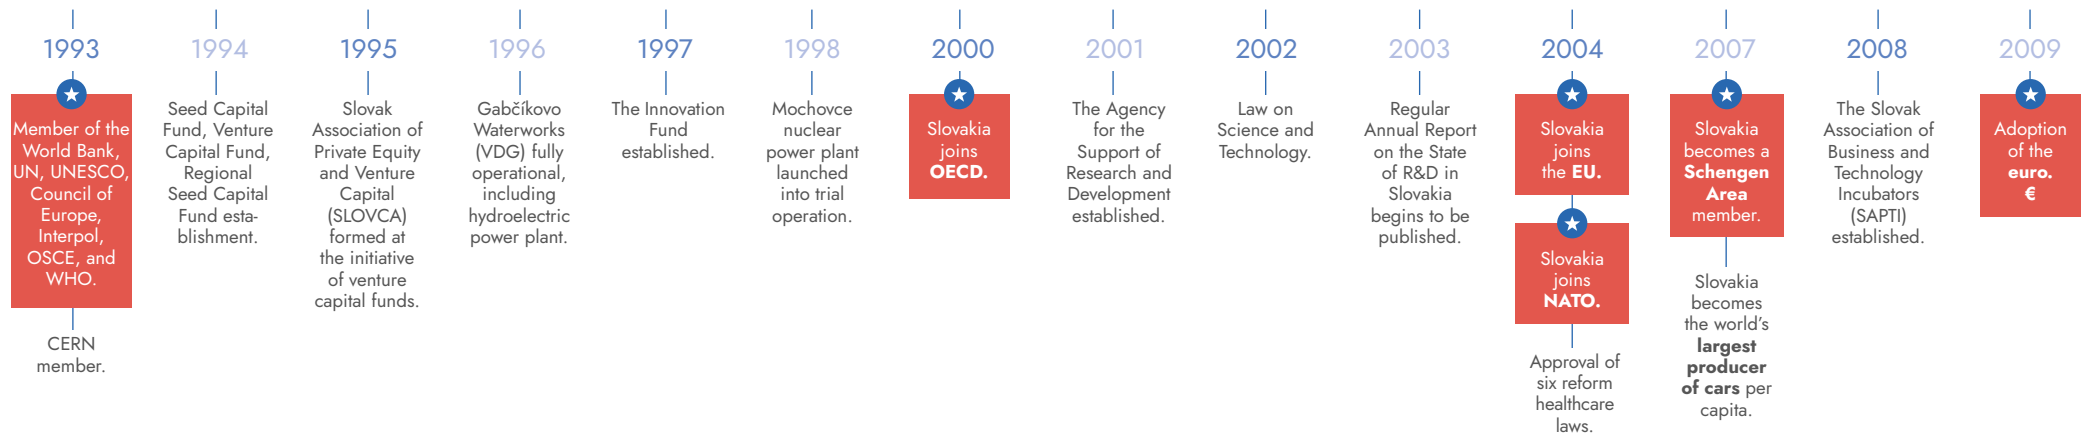 1993
Member of the
World Bank,
UN, UNESCO,
Council of
Europe,
Interpol,
OSCE, and
WHO.
CERN
member.
1994
Seed Capital
Fund, Venture
Capital Fund,
Regional
Seed Capital
Fund esta-
blishment.
1995
Slovak
Association of
Private Equity
and Venture
Capital
(SLOVCA)
formed at
the initiative
of venture
capital funds.
1996
Gabčíkovo
Waterworks
(VDG) fully
operational,
including
hydroelectric
power plant.
1997
The Innovation
Fund
established.
1998
Mochovce
nuclear
power plant
launched
into trial
operation.
2000
Slovakia
joins
OECD.
2001
The Agency
for the
Support of
Research and
Development
established.
2002
Law on
Science and
Technology.
2003
Regular
Annual Report
on the State
of R&D in
Slovakia
begins to be
published.
2004
Slovakia
joins
the EU.
Slovakia
joins
NATO.
Approval of
six reform
healthcare
laws.
2007
Slovakia
becomes a
Schengen
Area
member.
Slovakia
becomes
the world's
largest
producer
of cars per
capita.
2008
The Slovak
Association of
Business and
Technology
Incubators
(SAPTI)
established.
2009
Adoption
of the
euro.
€